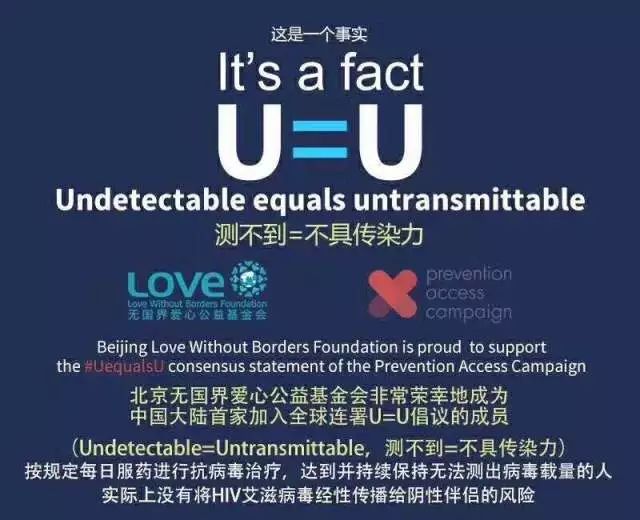 这是一个事实
It's a fact
U=U
Undetectable equals untransmittable
测不到=不具传染力
LOVE
Love Without Borders Foundation
无国界爱心公益基金会
prevention
access
campaign
Beijing Love Without Borders Foundation is proud to support
the #UequalsU consensus statement of the Prevention Access Campaign
北京无国界爱心公益基金会非常荣幸地成为
中国大陆首家加入全球连署U=U倡议的成员
（Undetectable=Untransmittable，测不到=不具传染力）
按规定每日服药进行抗病毒治疗，达到并持续保持无法测出病毒载量的人
实际上没有将HIV艾滋病毒经性传播给阴性伴侣的风险